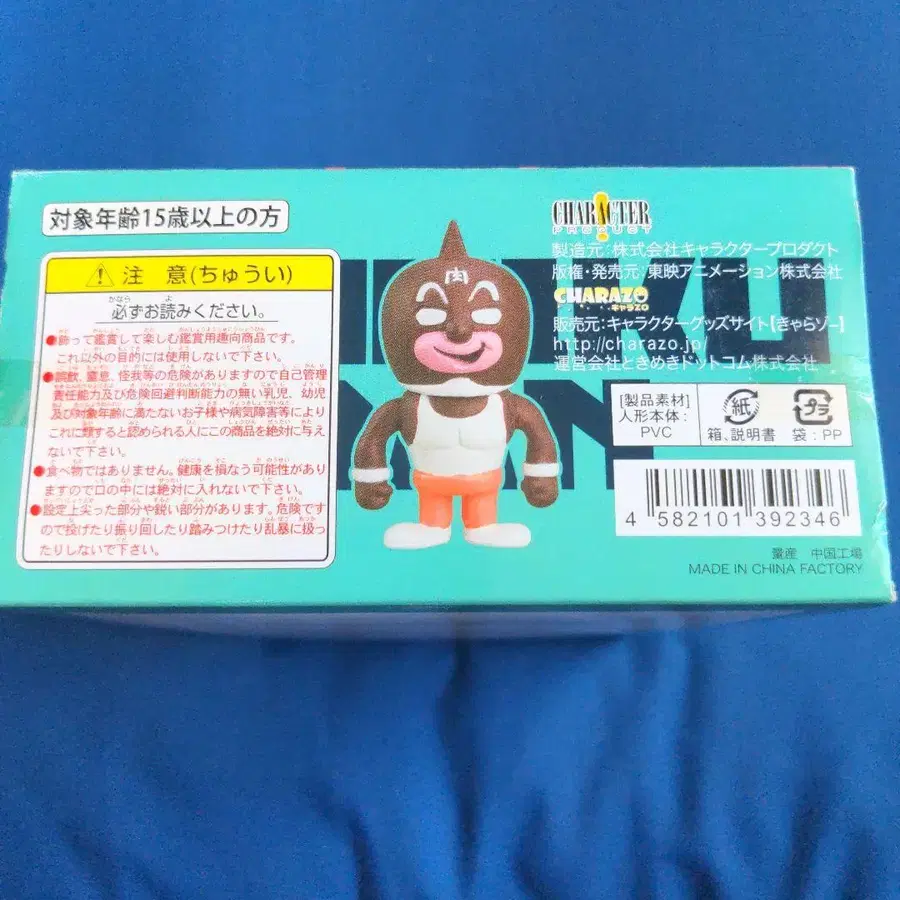 対象年齢15歳以上の方
注 意(ちゅうい)
必ずお読みください。
●飾って鑑賞して楽しむ鑑賞用趣向商品です。
これ以外の目的には使用しないで下さい。
●誤飲、窒息、怪我等の危険がありますので自己管理
責任能力及び危険回避判断能力の無い乳児、幼児
及び対象年齢に満たないお子様や病気障害等により
これに類すると認められる人にこの商品を絶対に与え
ないで下さい。
●食べ物ではありません。健康を損なう可能性があり
ますので口の中には絶対に入れないで下さい。
●設定上尖った部分や鋭い部分があります。危険です
ので投げたり振り回したり踏みつけたり乱暴に扱っ
たりしないで下さい。
肉
CHARACTER
PRODUCT
製造元:株式会社キャラクタープロダクト
版権・発売元:東映アニメーション株式会社
CHARAZO
キャラZO
販売元:キャラクターグッズサイト【きゃらゾー】
http://charazo.jp/
運営会社ときめきドットコム株式会社
[製品素材]
人形本体:
PVC
紙
箱、説明書
プラ
袋:PP
4 582101 392346
量産 中国工場
MADE IN CHINA FACTORY